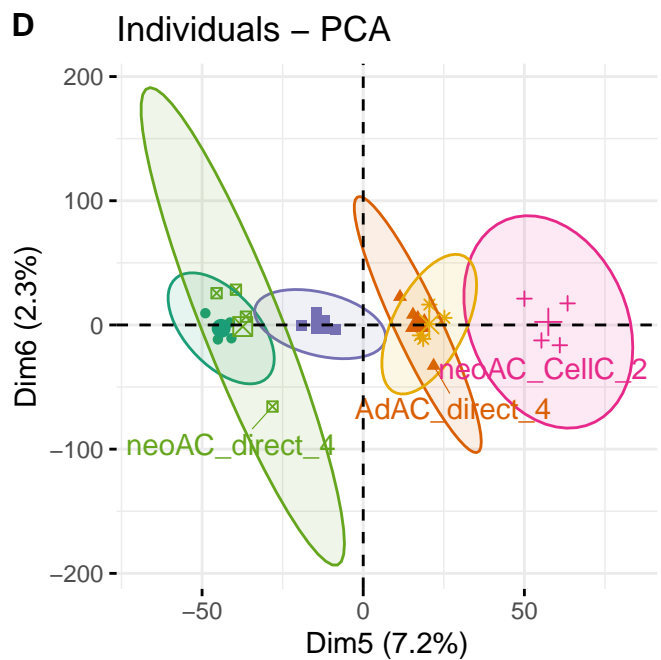 D
Individuals – PCA
200
100
0
−100
−200
Dim6 (2.3%)
neoAC_CellC_2
AdAC_direct_4
neoAC_direct_4
−50
0
50
Dim5 (7.2%)